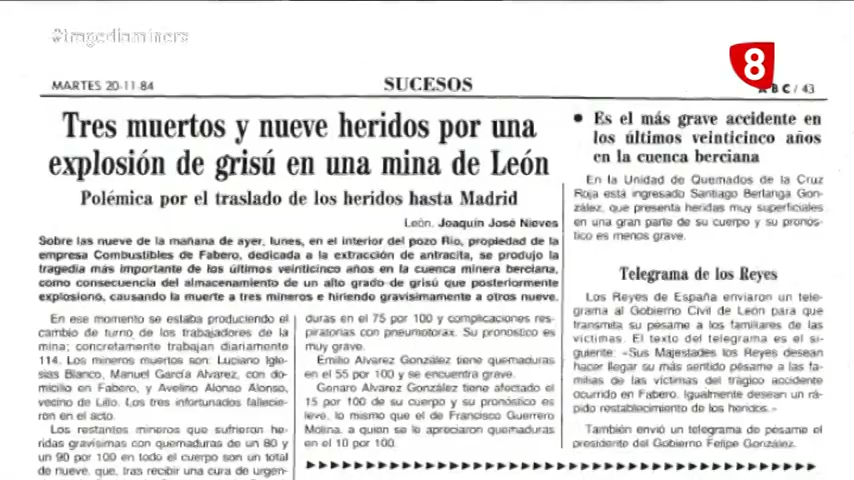 #tragediaminera
8
MARTES 20-11-84
SUCESOS
A B C / 43
Tres muertos y nueve heridos por una
explosión de grisú en una mina de León
Polémica por el traslado de los heridos hasta Madrid
León. Joaquín José Nieves
Sobre las nueve de la mañana de ayer, lunes, en el interior del pozo Río, propiedad de la
empresa Combustibles de Fabero, dedicada a la extracción de antracita, se produjo la
tragedia más importante de los últimos veinticinco años en la cuenca minera berciana,
como consecuencia del almacenamiento de un alto grado de grisú que posteriormente
explosionó, causando la muerte a tres mineros e hiriendo gravísimamente a otros nueve.
En ese momento se estaba produciendo el
cambio de turno de los trabajadores de la
mina; concretamente trabajan diariamente
114. Los mineros muertos son: Luciano Igle-
sias Blanco, Manuel García Alvarez, con do-
micilio en Fabero, y Avelino Alonso Alonso,
vecino de Lillo. Los tres infortunados fallecie-
ron en el acto.
Los restantes mineros que sufrieron he-
ridas gravísimas con quemaduras de un 80 y
un 90 por 100 en todo el cuerpo son un total
de nueve, que, tras recibir una cura de urgen-
duras en el 75 por 100 y complicaciones res-
piratorias con pneumotorax. Su pronóstico es
muy grave.
Emilio Alvarez González tiene quemaduras
en el 55 por 100 y se encuentra grave.
Genaro Alvarez González tiene afectado el
15 por 100 de su cuerpo y su pronóstico es
leve, lo mismo que el de Francisco Guerrero
Molina, a quien se le apreciaron quemaduras
en el 10 por 100.
• Es el más grave accidente en
los últimos veinticinco años
en la cuenca berciana
En la Unidad de Quemados de la Cruz
Roja está ingresado Santiago Berlanga Gon-
zález, que presenta heridas muy superficiales
en una gran parte de su cuerpo y su pronós-
tico es menos grave.
Telegrama de los Reyes
Los Reyes de España enviaron un tele-
grama al Gobierno Civil de León para que
transmita su pésame a los familiares de las
víctimas. El texto del telegrama es el si-
guiente: «Sus Majestades los Reyes desean
hacer llegar su más sentido pésame a las fa-
milias de las víctimas del trágico accidente
ocurrido en Fabero. Igualmente desean un rá-
pido restablecimiento de los heridos.»
También envió un telegrama de pésame el
presidente del Gobierno Felipe González.